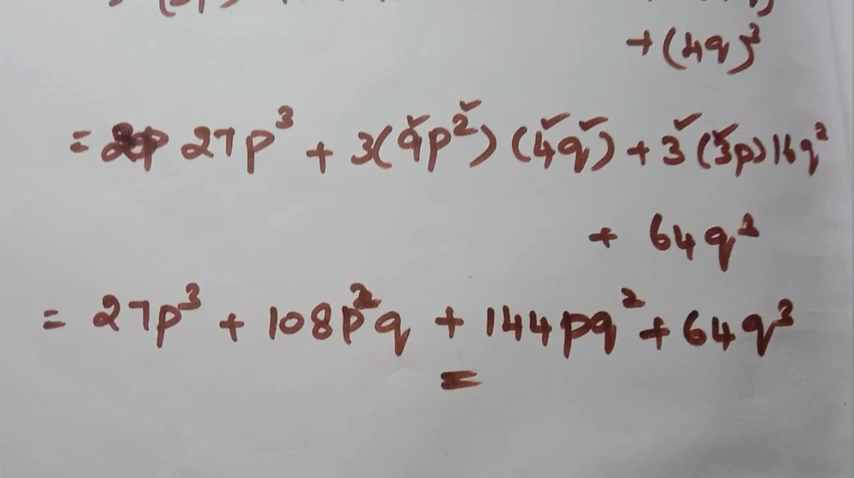 + (4q)³
= 27p³ + 3(9p²)(4q) + 3(3p)16q²
+ 64q³
= 27p³ + 108p²q + 144pq² + 64q³
=